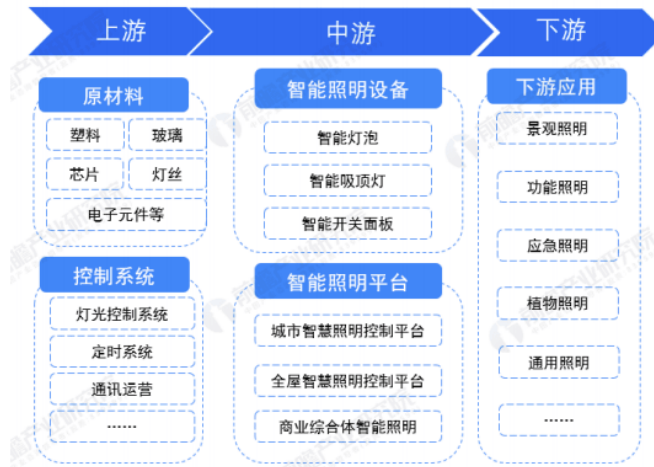 上游
中游
下游
原材料
塑料
玻璃
芯片
灯丝
电子元件等
控制系统
灯光控制系统
定时系统
通讯运营
......
智能照明设备
智能灯泡
智能吸顶灯
智能开关面板
智能照明平台
城市智慧照明控制平台
全屋智慧照明控制平台
商业综合体智能照明
下游应用
景观照明
功能照明
应急照明
植物照明
通用照明
......